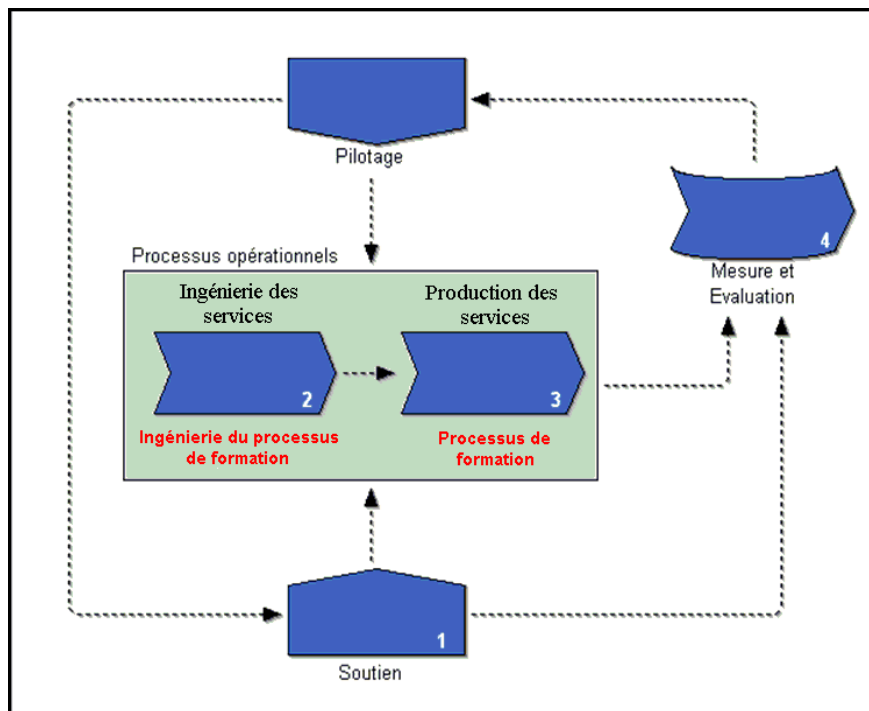 Pilotage
4
Mesure et
Evaluation
Processus opérationnels
Ingénierie des
services
2
Ingénierie du processus
de formation
Production des
services
3
Processus de
formation
1
Soutien